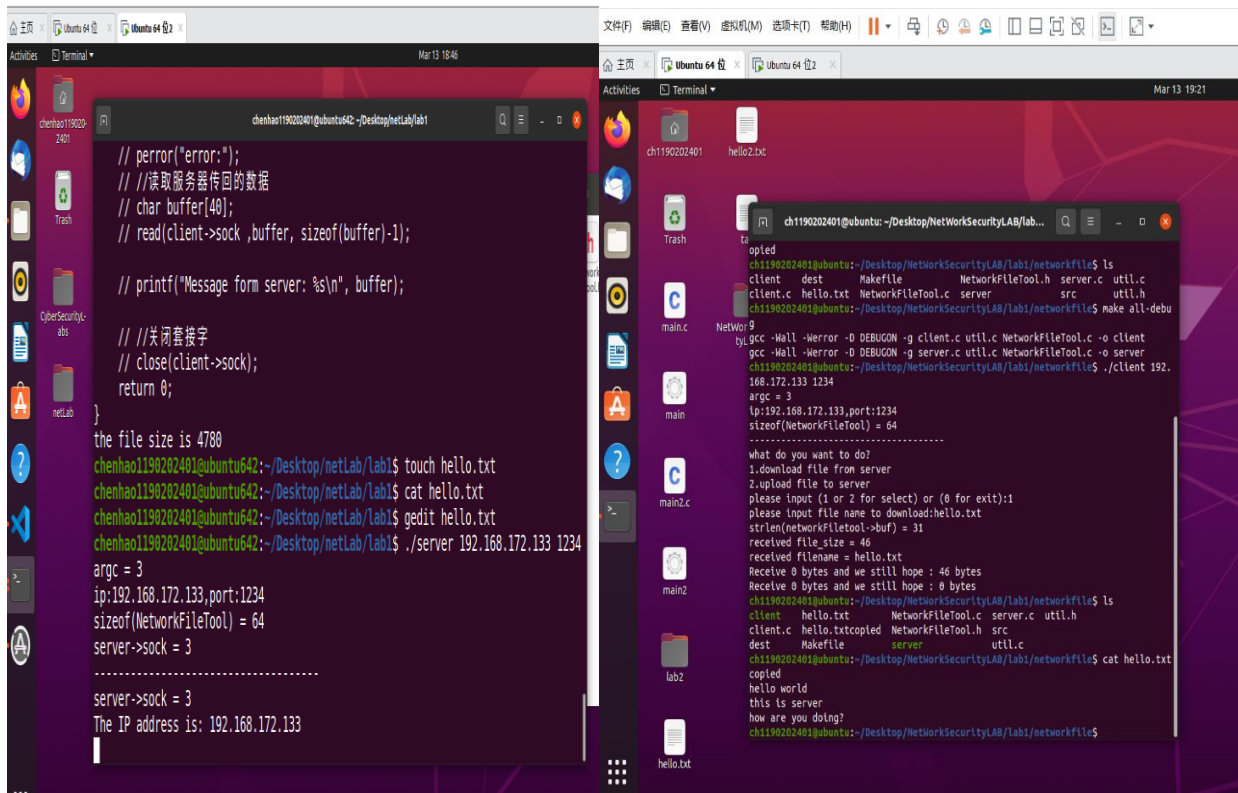 主页
Ubuntu 64 位
Ubuntu 64 位2
Activities
Terminal
Mar 13 18:46
chenhao119020-
2401
Trash
CyberSecurityL-
abs
netLab
chenhao1190202401@ubuntu642: ~/Desktop/netLab/lab1
// perror("error:");
// //读取服务器传回的数据
// char buffer[40];
// read(client->sock ,buffer, sizeof(buffer)-1);
// printf("Message form server: %s\n", buffer);
// //关闭套接字
// close(client->sock);
return 0;
}
the file size is 4780
chenhao1190202401@ubuntu642:~/Desktop/netLab/lab1$ touch hello.txt
chenhao1190202401@ubuntu642:~/Desktop/netLab/lab1$ cat hello.txt
chenhao1190202401@ubuntu642:~/Desktop/netLab/lab1$ gedit hello.txt
chenhao1190202401@ubuntu642:~/Desktop/netLab/lab1$ ./server 192.168.172.133 1234
argc = 3
ip:192.168.172.133,port:1234
sizeof(NetworkFileTool) = 64
server->sock = 3
------------------------------------
server->sock = 3
The IP address is: 192.168.172.133
文件(F) 编辑(E) 查看(V) 虚拟机(M) 选项卡(T) 帮助(H)
主页
Ubuntu 64 位
Ubuntu 64 位2
Activities
Terminal
Mar 13 19:21
ch1190202401
hello2.txt
Trash
main.c
NetWor
tyL
main
main2.c
main2
lab2
hello.txt
ch1190202401@ubuntu: ~/Desktop/NetWorkSecurityLAB/lab...
opied
ch1190202401@ubuntu:~/Desktop/NetWorkSecurityLAB/lab1/networkfile$ ls
client dest Makefile NetworkFileTool.h server.c util.c
client.c hello.txt NetworkFileTool.c server src util.h
ch1190202401@ubuntu:~/Desktop/NetWorkSecurityLAB/lab1/networkfile$ make all-debu
g
gcc -Wall -Werror -D DEBUGON -g client.c util.c NetworkFileTool.c -o client
gcc -Wall -Werror -D DEBUGON -g server.c util.c NetworkFileTool.c -o server
ch1190202401@ubuntu:~/Desktop/NetWorkSecurityLAB/lab1/networkfile$ ./client 192.
168.172.133 1234
argc = 3
ip:192.168.172.133,port:1234
sizeof(NetworkFileTool) = 64
------------------------------------
what do you want to do?
1.download file from server
2.upload file to server
please input (1 or 2 for select) or (0 for exit):1
please input file name to download:hello.txt
strlen(networkFiletool->buf) = 31
received file_size = 46
received filename = hello.txt
Receive 0 bytes and we still hope : 46 bytes
Receive 0 bytes and we still hope : 0 bytes
ch1190202401@ubuntu:~/Desktop/NetWorkSecurityLAB/lab1/networkfile$ ls
client hello.txt NetworkFileTool.c server.c util.h
client.c hello.txtcopied NetworkFileTool.h src
dest Makefile server util.c
ch1190202401@ubuntu:~/Desktop/NetWorkSecurityLAB/lab1/networkfile$ cat hello.txt
copied
hello world
this is server
how are you doing?
ch1190202401@ubuntu:~/Desktop/NetWorkSecurityLAB/lab1/networkfile$